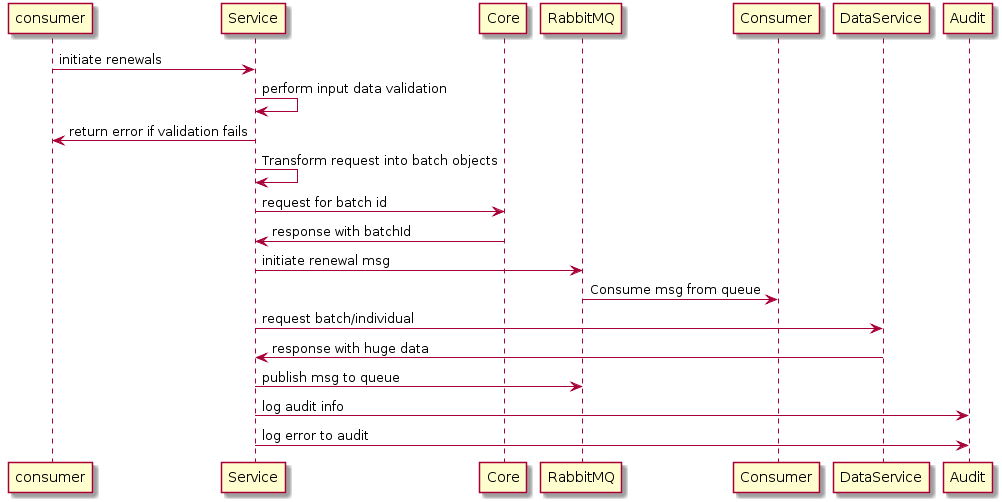 consumer Service Core RabbitMQ Consumer DataService Audit
initiate renewals
perform input data validation
return error if validation fails
Transform request into batch objects
request for batch id
response with batchId
initiate renewal msg
Consume msg from queue
request batch/individual
response with huge data
publish msg to queue
log audit info
log error to audit
consumer Service Core RabbitMQ Consumer DataService Audit